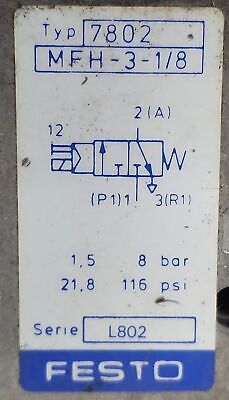 Typ 7802
MFH-3-1/8
2(A)
12
(P1)1 3(R1)
1,5 8 bar
21,8 116 psi
Serie L802
FESTO